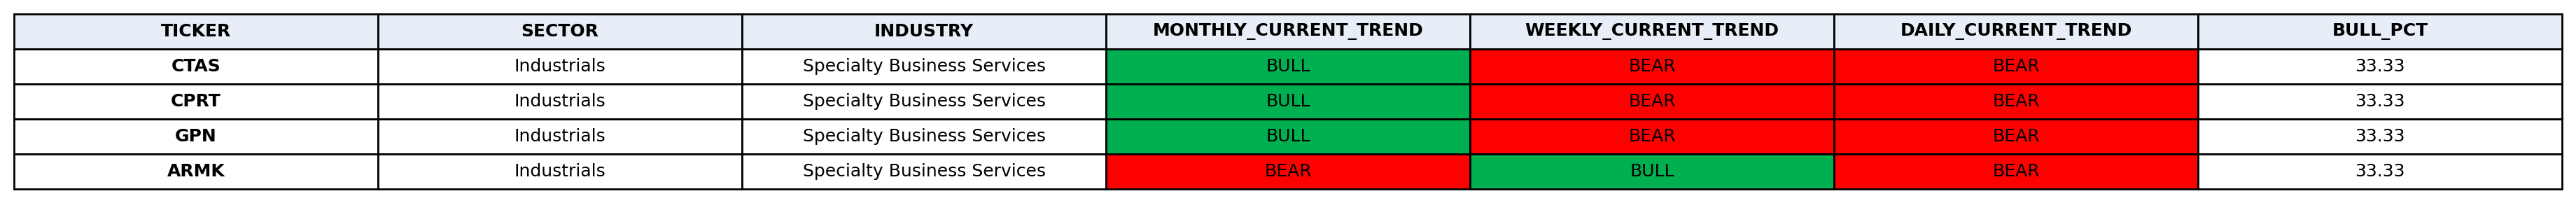 TICKER SECTOR INDUSTRY MONTHLY_CURRENT_TREND WEEKLY_CURRENT_TREND DAILY_CURRENT_TREND BULL_PCT
CTAS Industrials Specialty Business Services BULL BEAR BEAR 33.33
CPRT Industrials Specialty Business Services BULL BEAR BEAR 33.33
GPN Industrials Specialty Business Services BULL BEAR BEAR 33.33
ARMK Industrials Specialty Business Services BEAR BULL BEAR 33.33